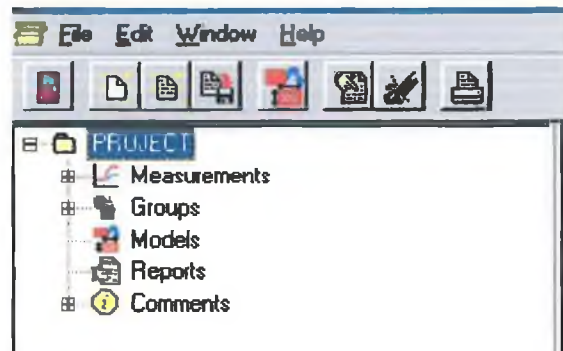 File Edit Window Help
PROJECT
Measurements
Groups
Models
Reports
Comments